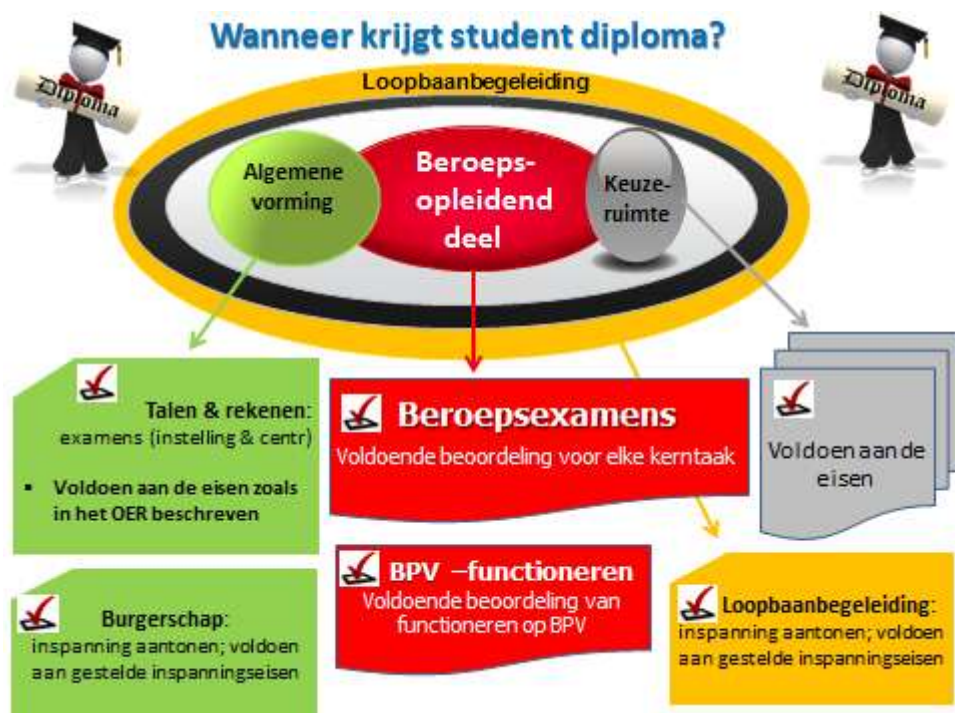 Wanneer krijgt student diploma?
Diploma
Diploma
Loopbaanbegeleiding
Algemene
vorming
Beroeps-
opleidend
deel
Keuze-
ruimte
Talen & rekenen:
examens (instelling & centr)
▪ Voldoen aan de eisen zoals
in het OER beschreven
Beroepsexamens
Voldoende beoordeling voor elke kerntaak
Voldoen aan de
eisen
Burgerschap:
inspanning aantonen; voldoen
aan gestelde inspanningseisen
BPV –functioneren
Voldoende beoordeling van
functioneren op BPV
Loopbaanbegeleiding:
inspanning aantonen; voldoen
aan gestelde inspanningseisen